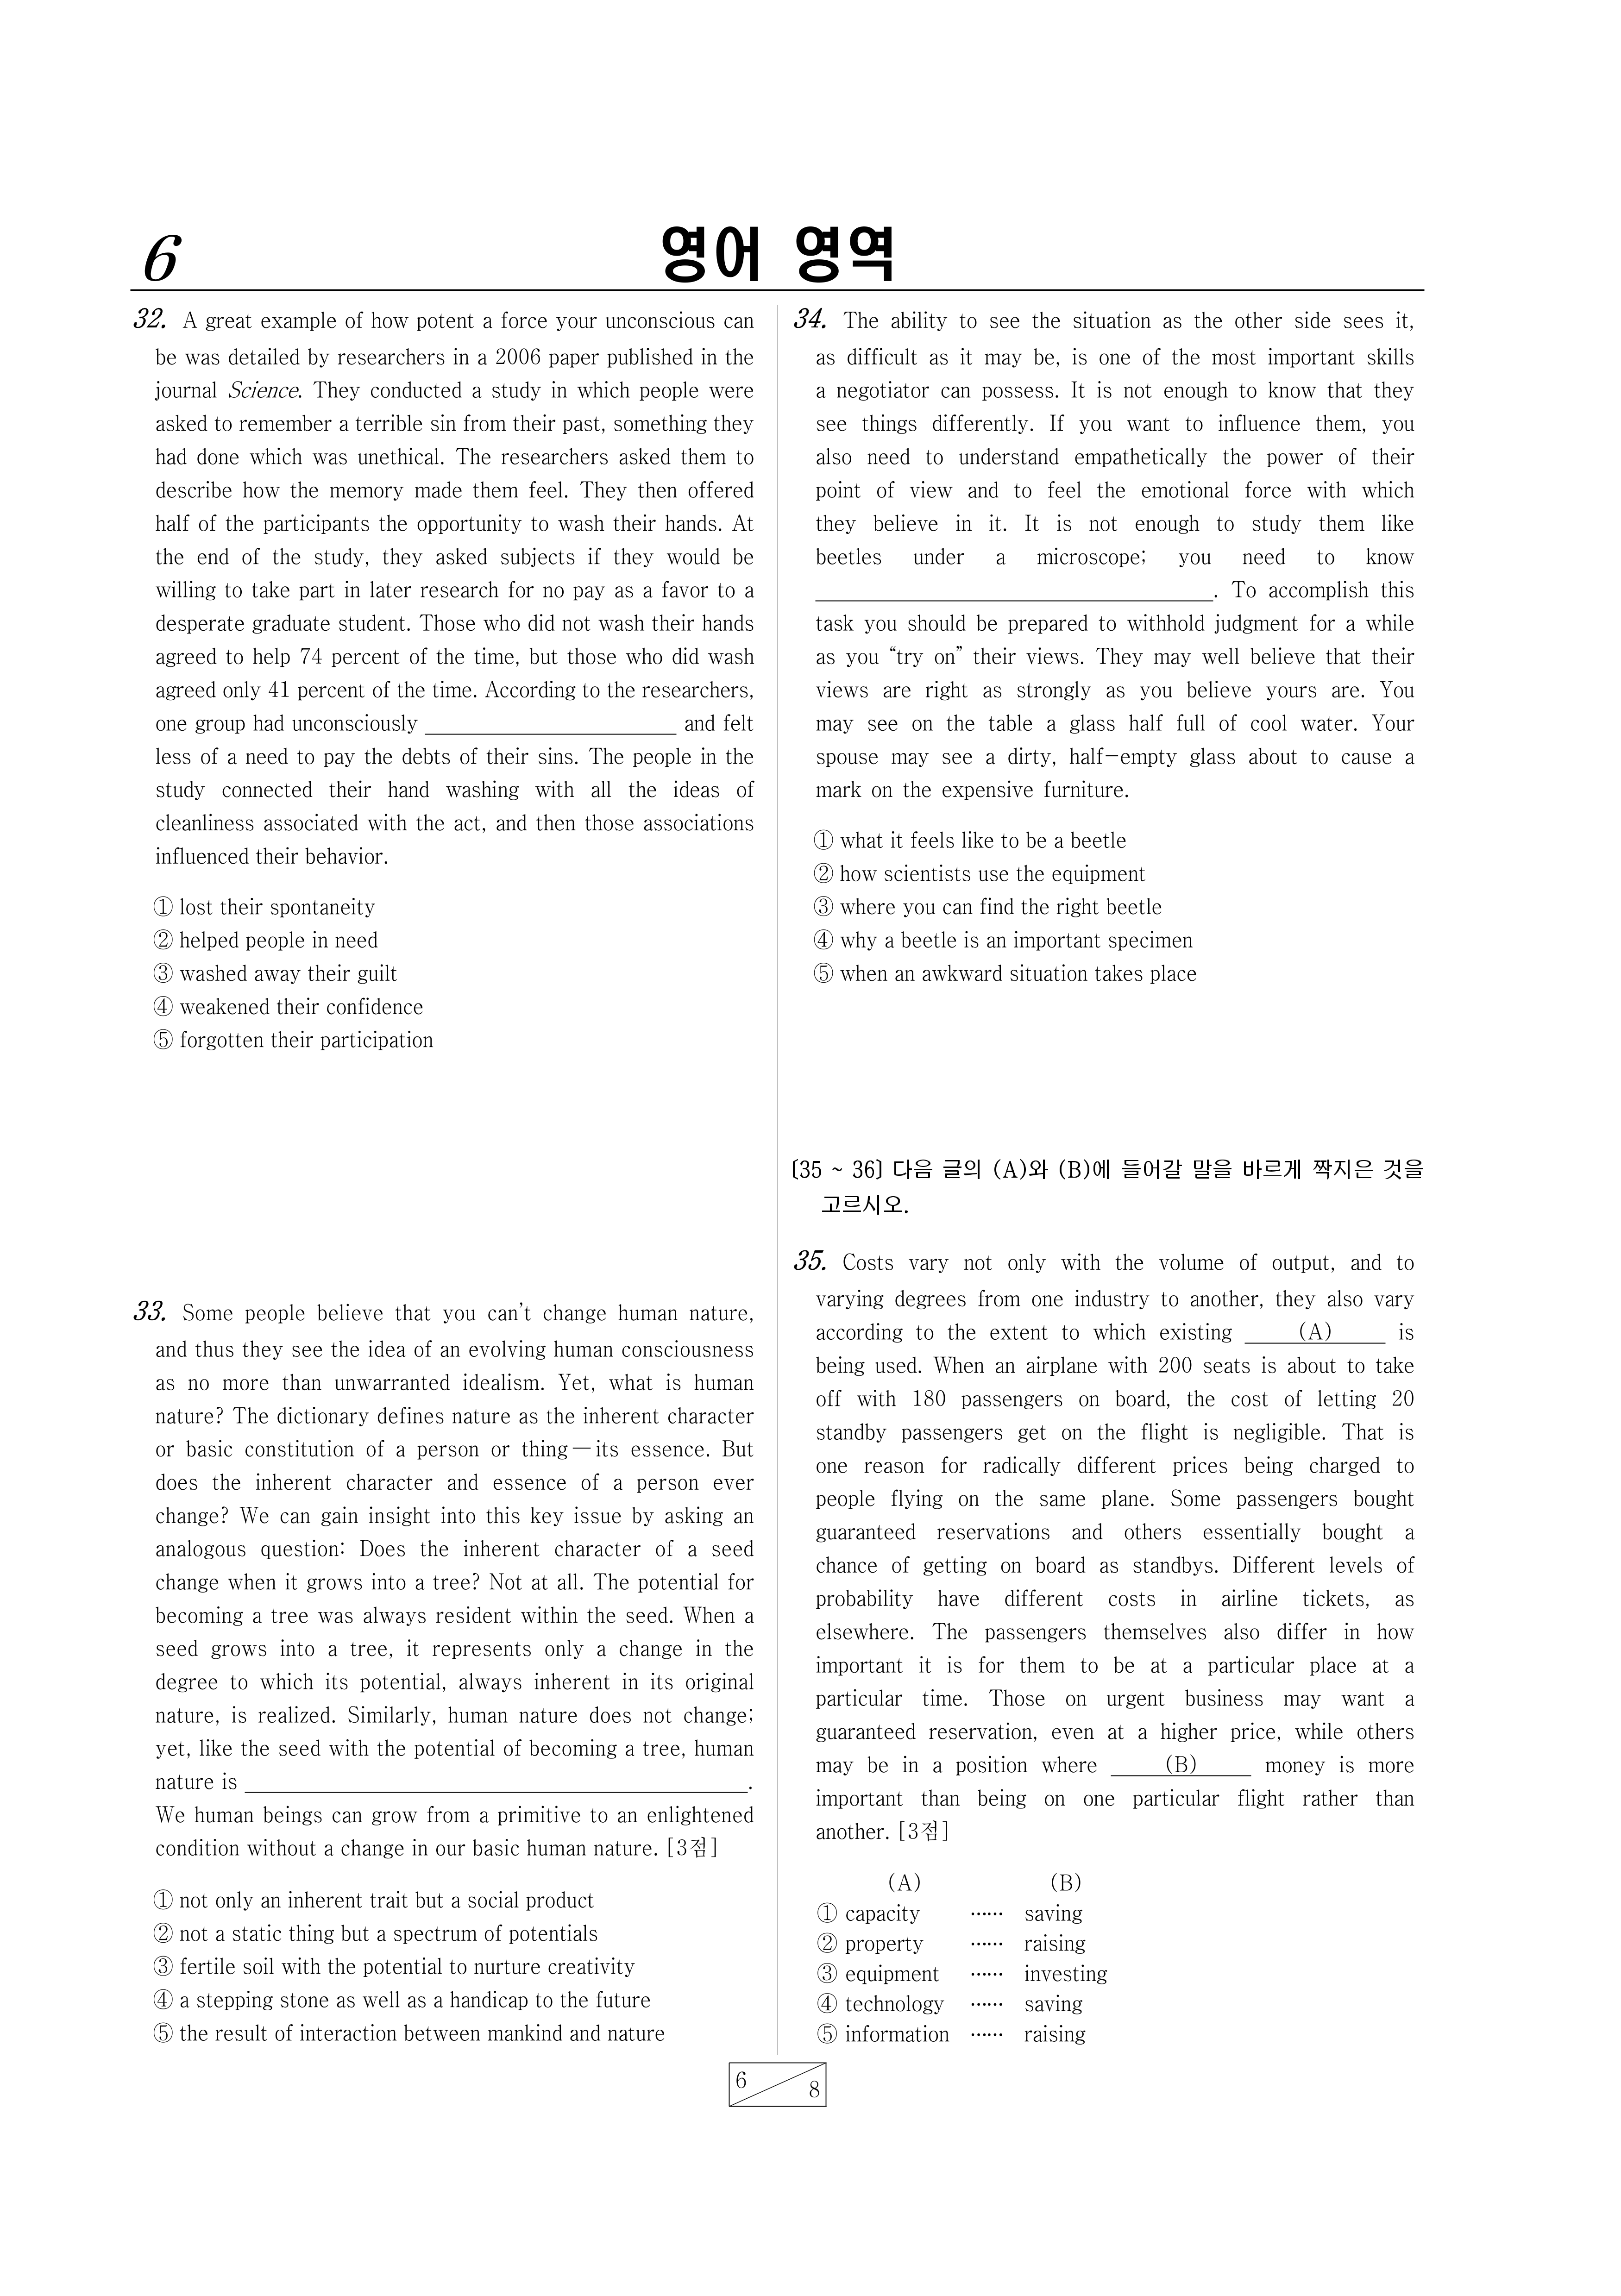 6
영어 영역
32. A great example of how potent a force your unconscious can
be was detailed by researchers in a 2006 paper published in the
journal Science. They conducted a study in which people were
asked to remember a terrible sin from their past, something they
had done which was unethical. The researchers asked them to
describe how the memory made them feel. They then offered
half of the participants the opportunity to wash their hands. At
the end of the study, they asked subjects if they would be
willing to take part in later research for no pay as a favor to a
desperate graduate student. Those who did not wash their hands
agreed to help 74 percent of the time, but those who did wash
agreed only 41 percent of the time. According to the researchers,
one group had unconsciously ____________________ and felt
less of a need to pay the debts of their sins. The people in the
study connected their hand washing with all the ideas of
cleanliness associated with the act, and then those associations
influenced their behavior.
① lost their spontaneity
② helped people in need
③ washed away their guilt
④ weakened their confidence
⑤ forgotten their participation
33. Some people believe that you can't change human nature,
and thus they see the idea of an evolving human consciousness
as no more than unwarranted idealism. Yet, what is human
nature? The dictionary defines nature as the inherent character
or basic constitution of a person or thing—its essence. But
does the inherent character and essence of a person ever
change? We can gain insight into this key issue by asking an
analogous question: Does the inherent character of a seed
change when it grows into a tree? Not at all. The potential for
becoming a tree was always resident within the seed. When a
seed grows into a tree, it represents only a change in the
degree to which its potential, always inherent in its original
nature, is realized. Similarly, human nature does not change;
yet, like the seed with the potential of becoming a tree, human
nature is ________________________________________.
We human beings can grow from a primitive to an enlightened
condition without a change in our basic human nature. [3점]
① not only an inherent trait but a social product
② not a static thing but a spectrum of potentials
③ fertile soil with the potential to nurture creativity
④ a stepping stone as well as a handicap to the future
⑤ the result of interaction between mankind and nature
34. The ability to see the situation as the other side sees it,
as difficult as it may be, is one of the most important skills
a negotiator can possess. It is not enough to know that they
see things differently. If you want to influence them, you
also need to understand empathetically the power of their
point of view and to feel the emotional force with which
they believe in it. It is not enough to study them like
beetles under a microscope; you need to know
________________________________. To accomplish this
task you should be prepared to withhold judgment for a while
as you “try on” their views. They may well believe that their
views are right as strongly as you believe yours are. You
may see on the table a glass half full of cool water. Your
spouse may see a dirty, half-empty glass about to cause a
mark on the expensive furniture.
① what it feels like to be a beetle
② how scientists use the equipment
③ where you can find the right beetle
④ why a beetle is an important specimen
⑤ when an awkward situation takes place
[35 ~ 36] 다음 글의 (A)와 (B)에 들어갈 말을 바르게 짝지은 것을
고르시오.
35. Costs vary not only with the volume of output, and to
varying degrees from one industry to another, they also vary
according to the extent to which existing ____(A)____ is
being used. When an airplane with 200 seats is about to take
off with 180 passengers on board, the cost of letting 20
standby passengers get on the flight is negligible. That is
one reason for radically different prices being charged to
people flying on the same plane. Some passengers bought
guaranteed reservations and others essentially bought a
chance of getting on board as standbys. Different levels of
probability have different costs in airline tickets, as
elsewhere. The passengers themselves also differ in how
important it is for them to be at a particular place at a
particular time. Those on urgent business may want a
guaranteed reservation, even at a higher price, while others
may be in a position where ____(B)____ money is more
important than being on one particular flight rather than
another. [3점]
(A) (B)
① capacity …… saving
② property …… raising
③ equipment …… investing
④ technology …… saving
⑤ information …… raising
6
8